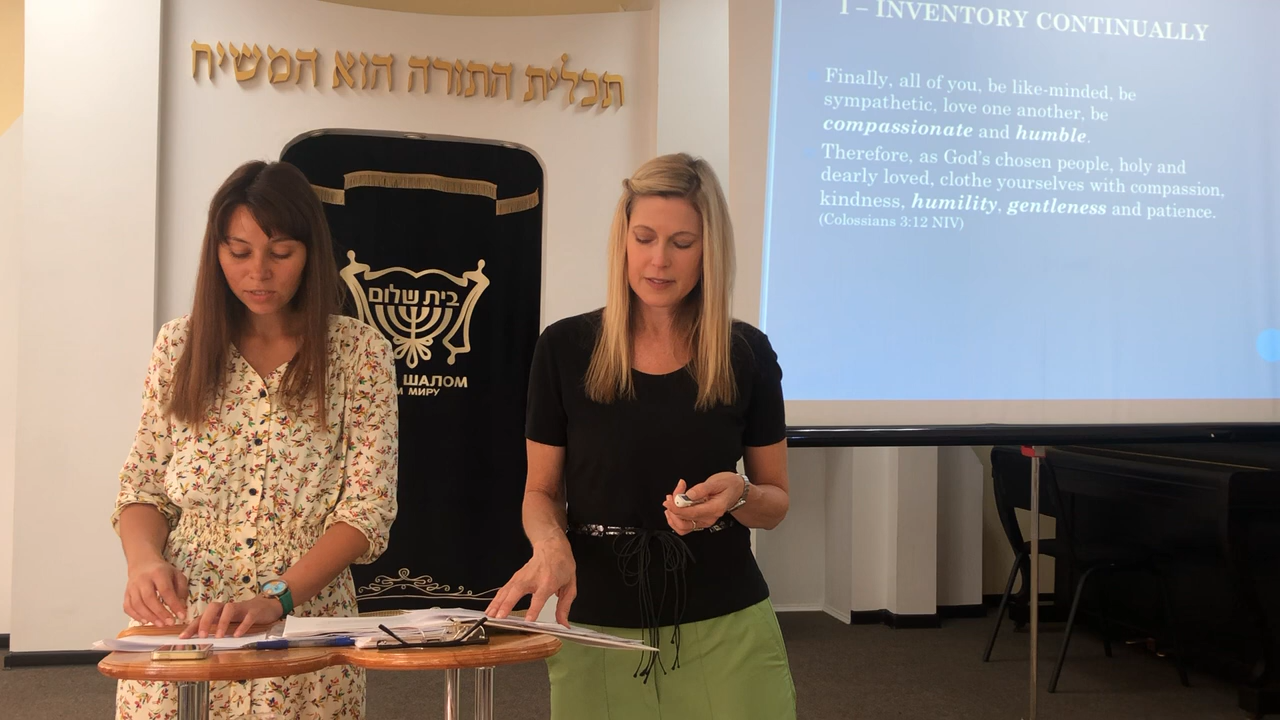 תכלית התורה הוא המשיח
בית שלום
ШАЛОМ
МИРУ
I – INVENTORY CONTINUALLY
Finally, all of you, be like-minded, be
sympathetic, love one another, be
compassionate and humble.
Therefore, as God's chosen people, holy and
dearly loved, clothe yourselves with compassion,
kindness, humility, gentleness and patience.
(Colossians 3:12 NIV)